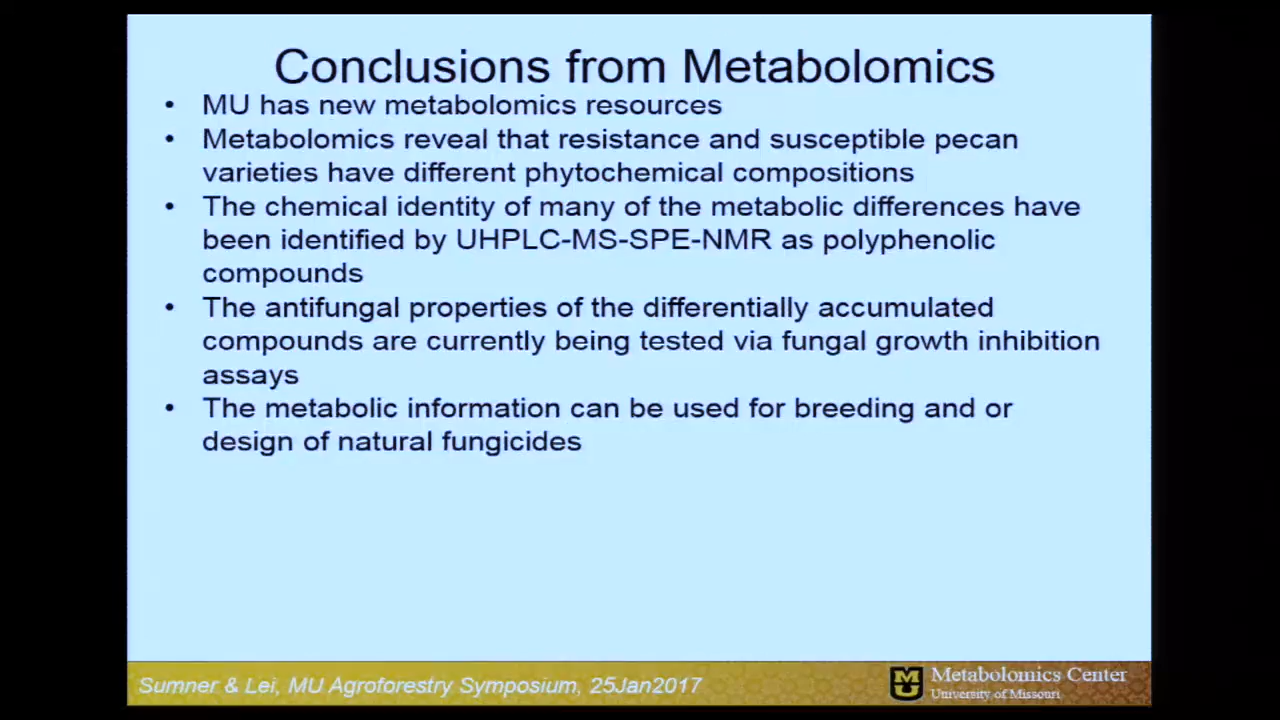 Conclusions from Metabolomics
• MU has new metabolomics resources
• Metabolomics reveal that resistance and susceptible pecan
varieties have different phytochemical compositions
• The chemical identity of many of the metabolic differences have
been identified by UHPLC-MS-SPE-NMR as polyphenolic
compounds
• The antifungal properties of the differentially accumulated
compounds are currently being tested via fungal growth inhibition
assays
• The metabolic information can be used for breeding and or
design of natural fungicides
Sumner & Lei, MU Agroforestry Symposium, 25Jan2017
MU
Metabolomics Center
University of Missouri